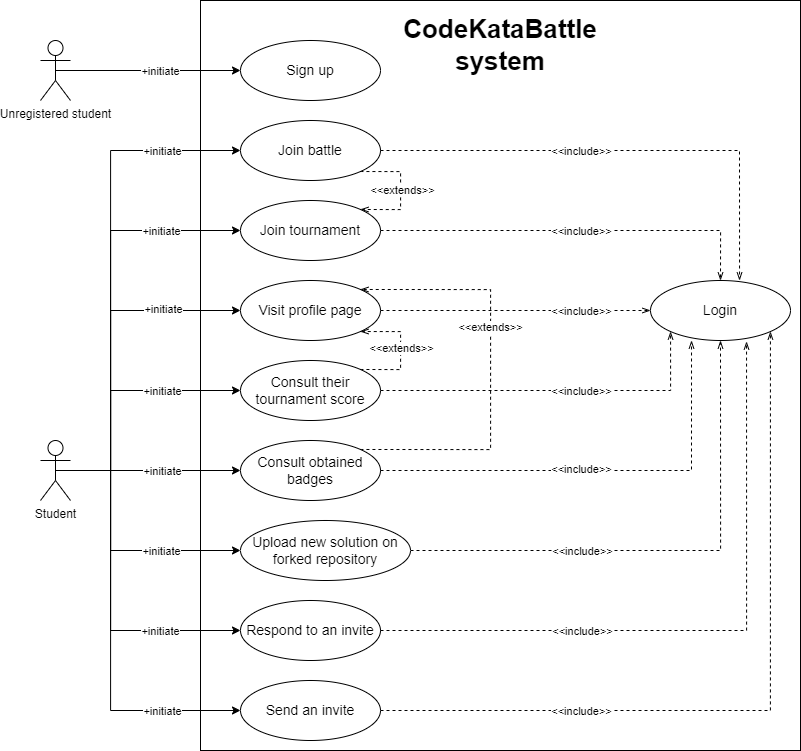 CodeKataBattle
system
+initiate
Sign up
Unregistered student
+initiate
Join battle
<<include>>
<<extends>>
+initiate
Join tournament
<<include>>
+initiate
Visit profile page
<<include>>
Login
<<extends>>
<<extends>>
+initiate
Consult their
tournament score
<<include>>
+initiate
Consult obtained
badges
<<include>>
Student
+initiate
Upload new solution on
forked repository
<<include>>
+initiate
Respond to an invite
<<include>>
+initiate
Send an invite
<<include>>